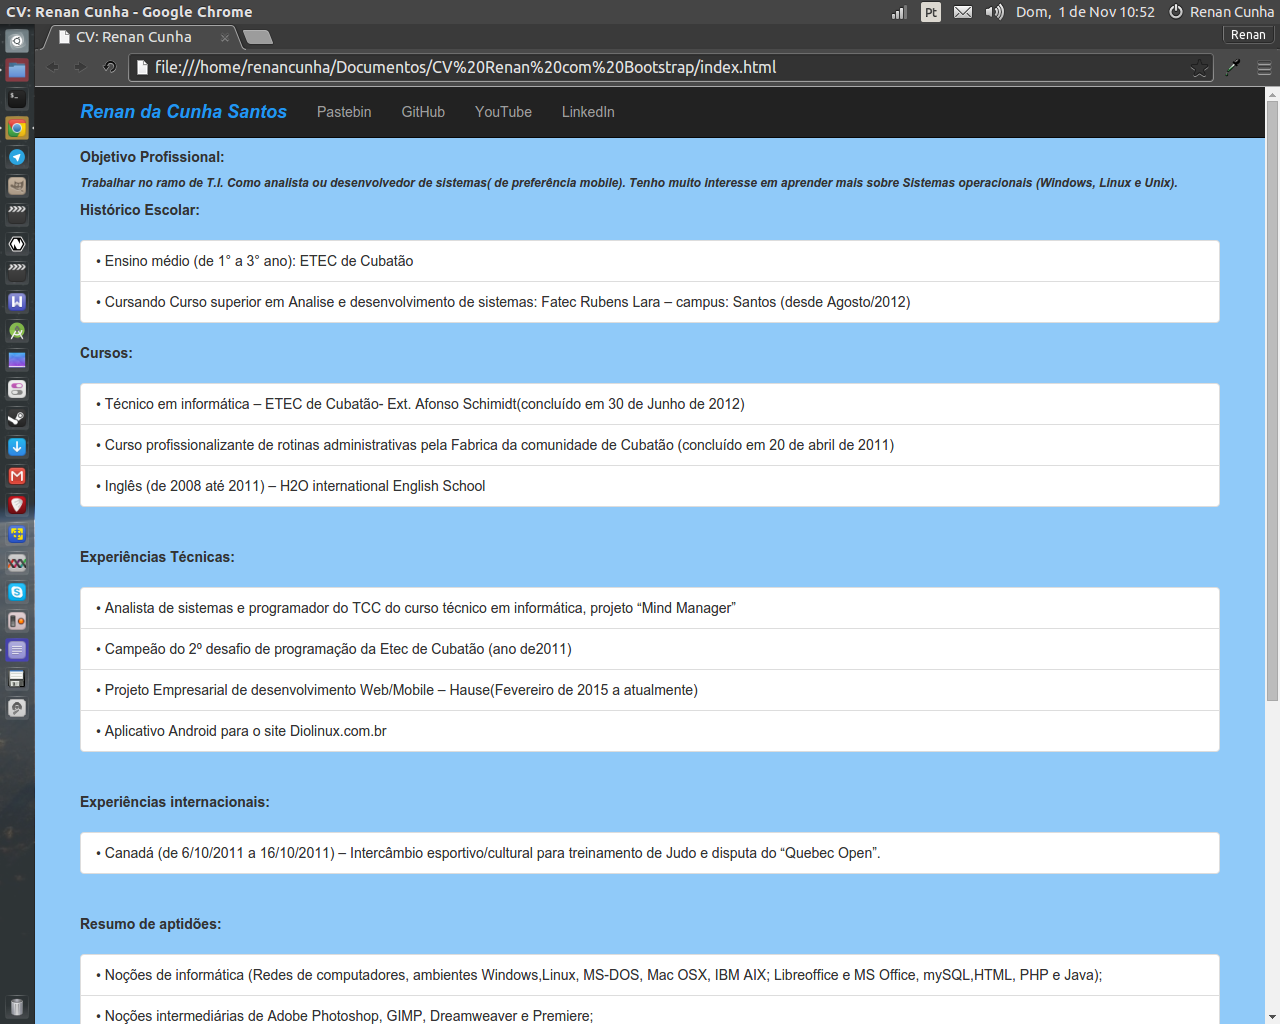 CV: Renan Cunha - Google Chrome
Pt
Dom, 1 de Nov 10:52
Renan Cunha
CV: Renan Cunha
Renan
file:///home/renancunha/Documentos/CV%20Renan%20com%20Bootstrap/index.html
Renan da Cunha Santos
Pastebin
GitHub
YouTube
LinkedIn
Objetivo Profissional:
Trabalhar no ramo de T.I. Como analista ou desenvolvedor de sistemas( de preferência mobile). Tenho muito interesse em aprender mais sobre Sistemas operacionais (Windows, Linux e Unix).
Histórico Escolar:
• Ensino médio (de 1° a 3° ano): ETEC de Cubatão
• Cursando Curso superior em Analise e desenvolvimento de sistemas: Fatec Rubens Lara – campus: Santos (desde Agosto/2012)
Cursos:
• Técnico em informática – ETEC de Cubatão- Ext. Afonso Schimidt(concluído em 30 de Junho de 2012)
• Curso profissionalizante de rotinas administrativas pela Fabrica da comunidade de Cubatão (concluído em 20 de abril de 2011)
• Inglês (de 2008 até 2011) – H2O international English School
Experiências Técnicas:
• Analista de sistemas e programador do TCC do curso técnico em informática, projeto “Mind Manager”
• Campeão do 2º desafio de programação da Etec de Cubatão (ano de2011)
• Projeto Empresarial de desenvolvimento Web/Mobile – Hause(Fevereiro de 2015 a atualmente)
• Aplicativo Android para o site Diolinux.com.br
Experiências internacionais:
• Canadá (de 6/10/2011 a 16/10/2011) – Intercâmbio esportivo/cultural para treinamento de Judo e disputa do “Quebec Open”.
Resumo de aptidões:
• Noções de informática (Redes de computadores, ambientes Windows,Linux, MS-DOS, Mac OSX, IBM AIX; Libreoffice e MS Office, mySQL,HTML, PHP e Java);
• Noções intermediárias de Adobe Photoshop, GIMP, Dreamweaver e Premiere;